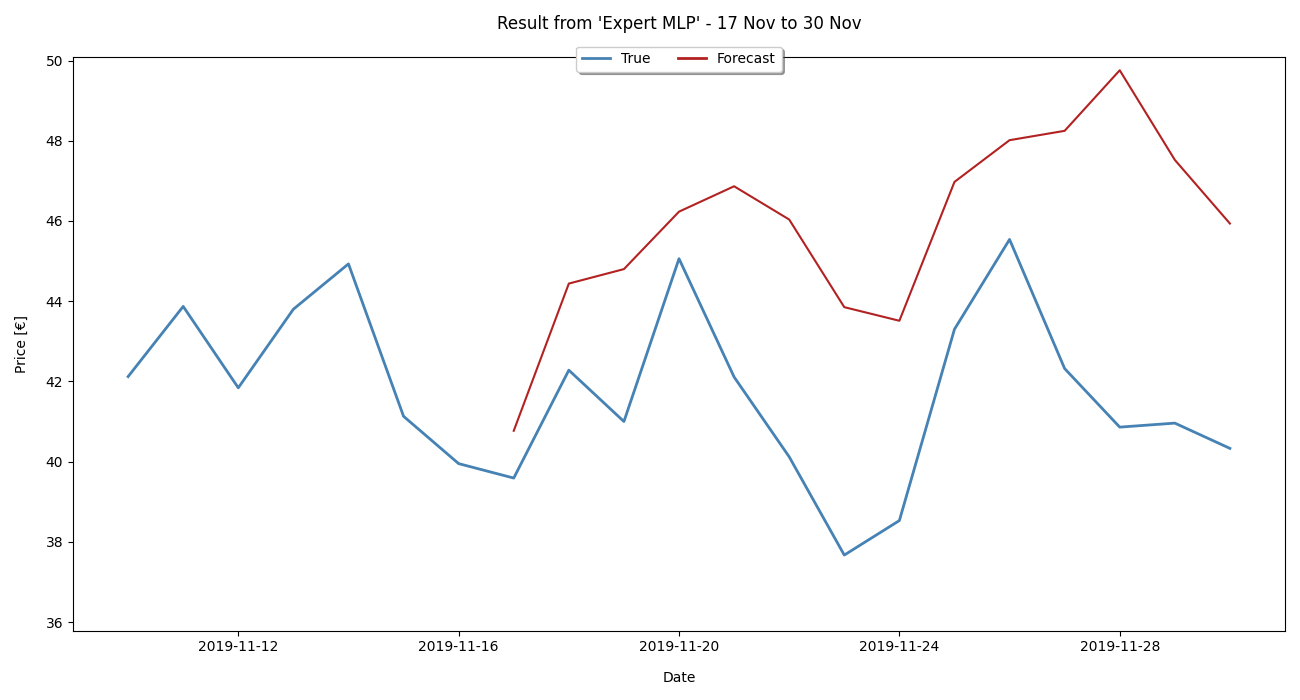 Result from 'Expert MLP' - 17 Nov to 30 Nov
True Forecast
50
48
46
44
42
40
38
36
Price [€]
2019-11-12 2019-11-16 2019-11-20 2019-11-24 2019-11-28
Date